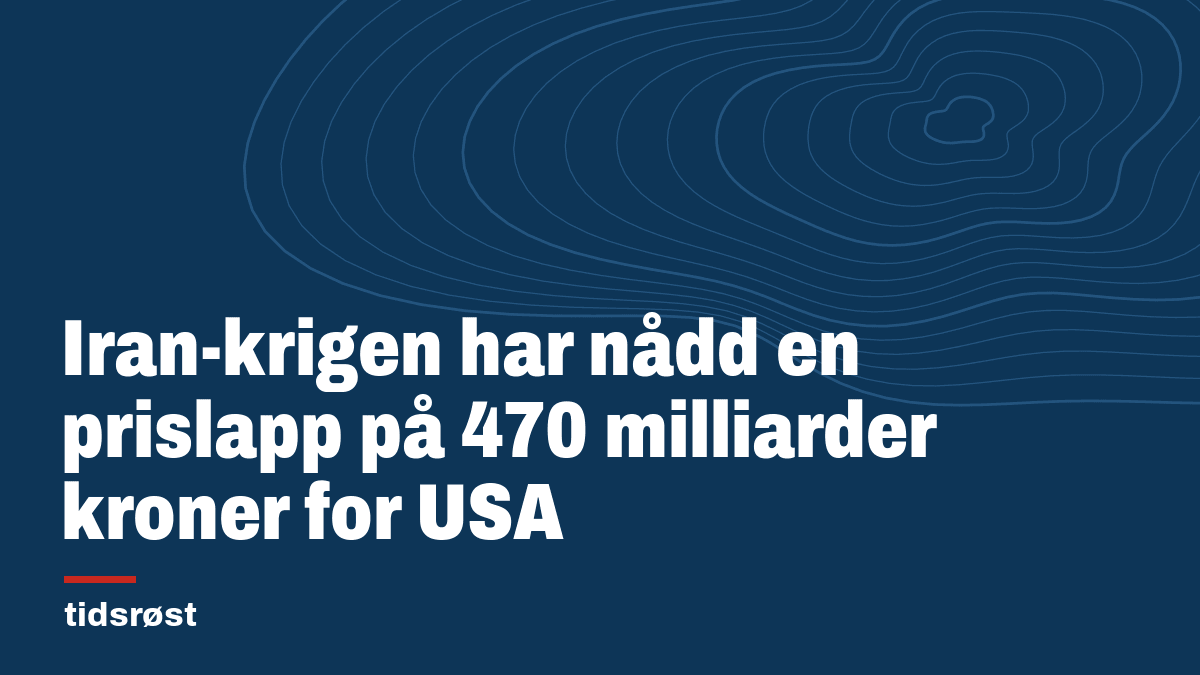 Iran-krigen har nådd en
prislapp på 470 milliarder
kroner for USA
tidsrøst